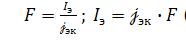 F = Iэ/jэк ; Iэ = jэк · F (